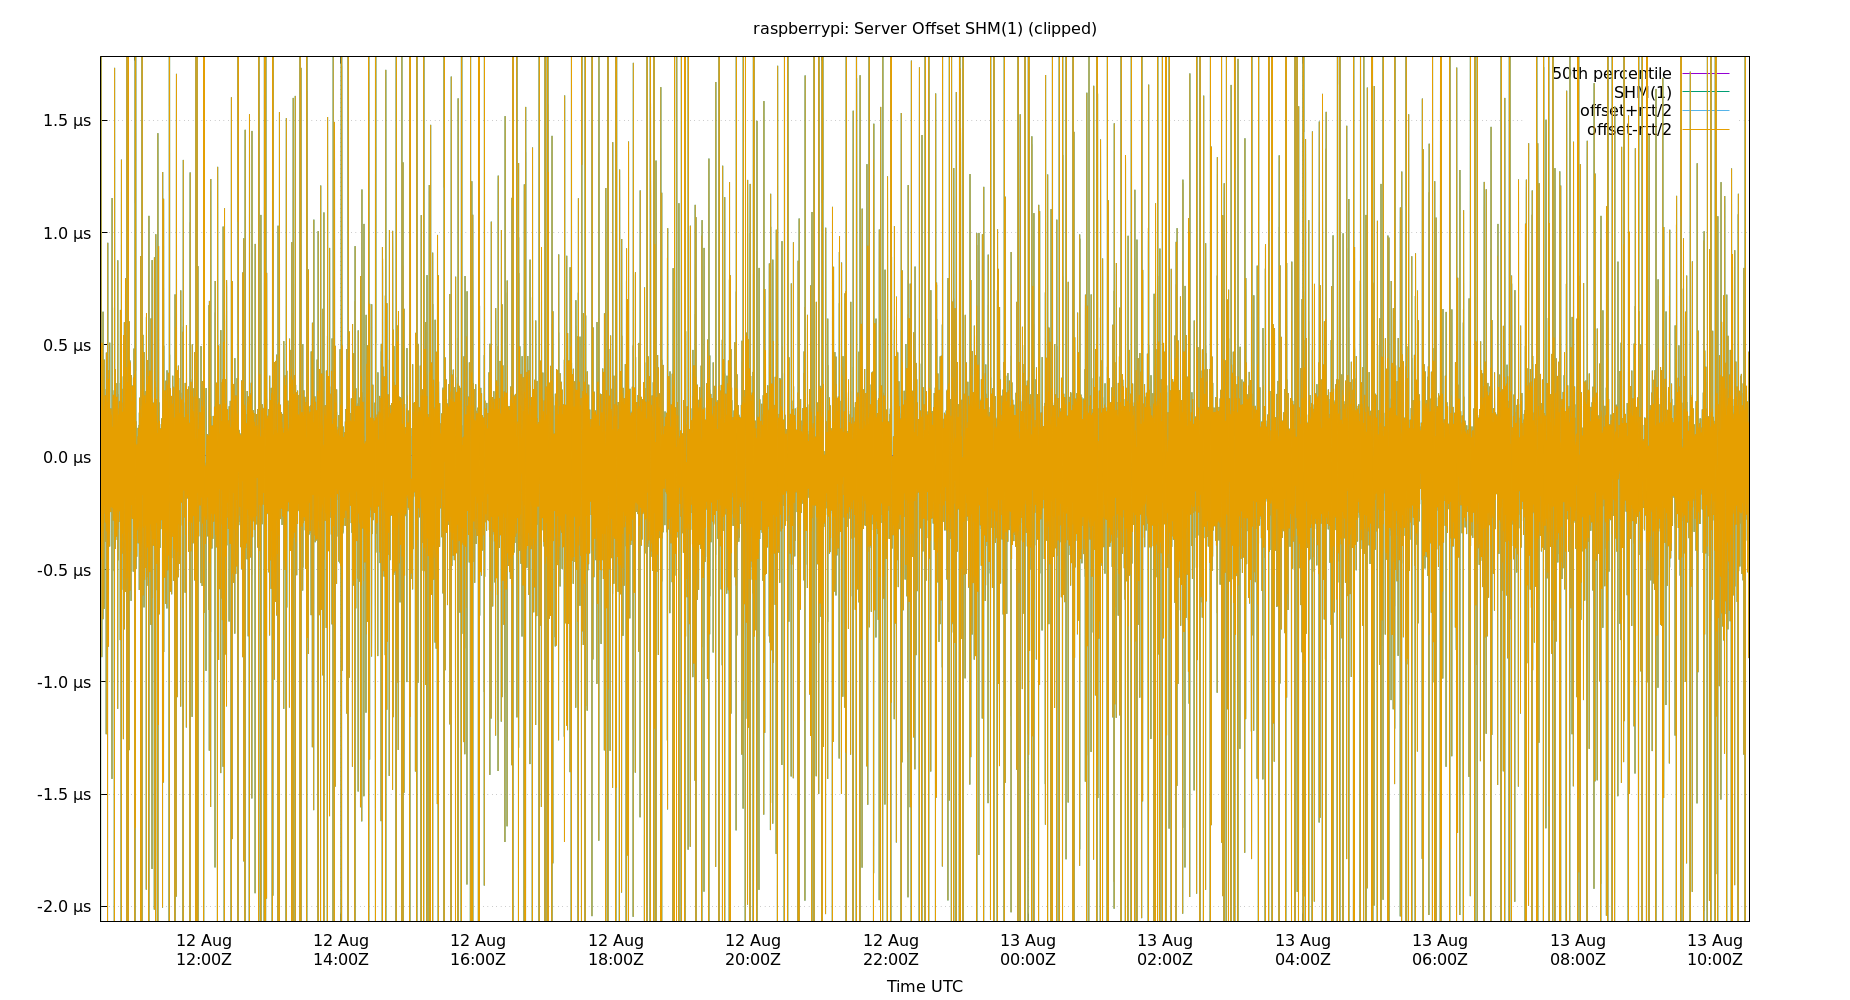 raspberrypi: Server Offset SHM(1) (clipped)
50th percentile
SHM(1)
offset+rtt/2
offset-rtt/2
1.5 µs
1.0 µs
0.5 µs
0.0 µs
-0.5 µs
-1.0 µs
-1.5 µs
-2.0 µs
12 Aug 12 Aug 12 Aug 12 Aug 12 Aug 12 Aug 13 Aug 13 Aug 13 Aug 13 Aug 13 Aug 13 Aug
12:00Z 14:00Z 16:00Z 18:00Z 20:00Z 22:00Z 00:00Z 02:00Z 04:00Z 06:00Z 08:00Z 10:00Z
Time UTC